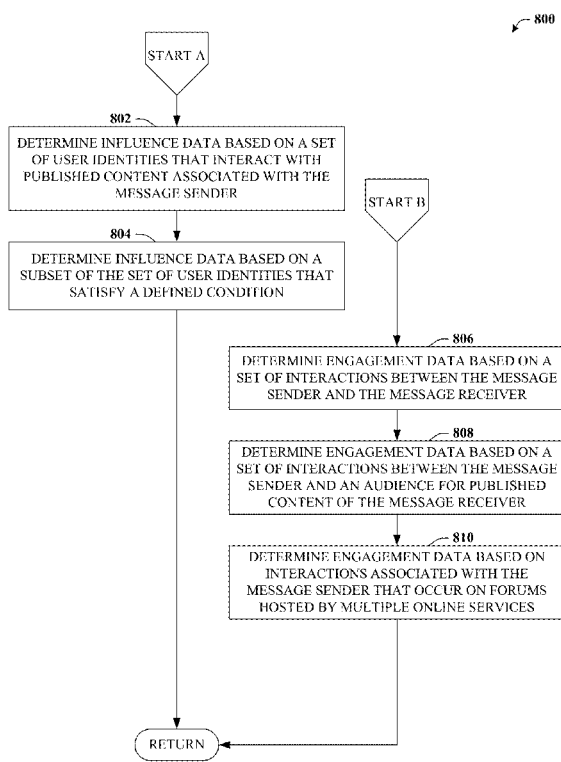 800
START A
802
DETERMINE INFLUENCE DATA BASED ON A SET
OF USER IDENTITIES THAT INTERACT WITH
PUBLISHED CONTENT ASSOCIATED WITH THE
MESSAGE SENDER
804
DETERMINE INFLUENCE DATA BASED ON A
SUBSET OF THE SET OF USER IDENTITIES THAT
SATISFY A DEFINED CONDITION
START B
806
DETERMINE ENGAGEMENT DATA BASED ON A
SET OF INTERACTIONS BETWEEN THE MESSAGE
SENDER AND THE MESSAGE RECEIVER
808
DETERMINE ENGAGEMENT DATA BASED ON A
SET OF INTERACTIONS BETWEEN THE MESSAGE
SENDER AND AN AUDIENCE FOR PUBLISHED
CONTENT OF THE MESSAGE RECEIVER
810
DETERMINE ENGAGEMENT DATA BASED ON
INTERACTIONS ASSOCIATED WITH THE
MESSAGE SENDER THAT OCCUR ON FORUMS
HOSTED BY MULTIPLE ONLINE SERVICES
RETURN